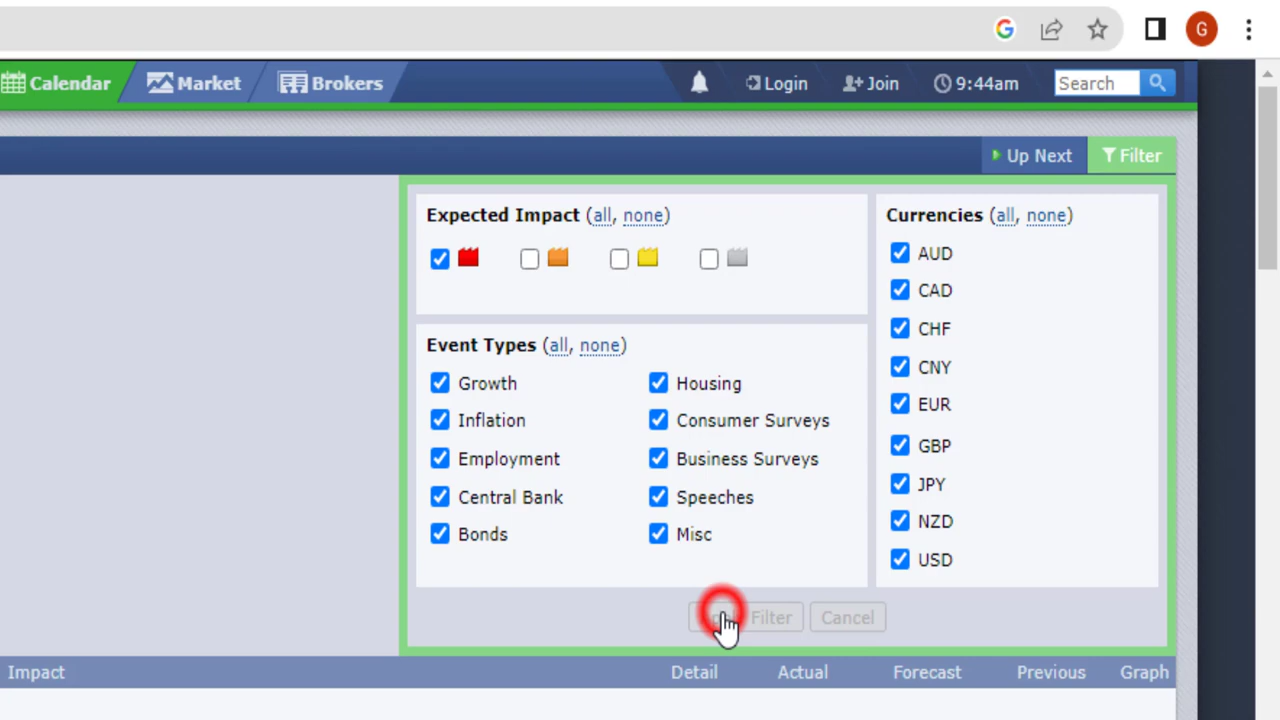 G
Calendar Market Brokers Login Join 9:44am Search
Up Next Filter
Expected Impact (all, none)
Currencies (all, none)
AUD
CAD
CHF
CNY
EUR
GBP
JPY
NZD
USD
Event Types (all, none)
Growth Housing
Inflation Consumer Surveys
Employment Business Surveys
Central Bank Speeches
Bonds Misc
Filter Cancel
Impact Detail Actual Forecast Previous Graph